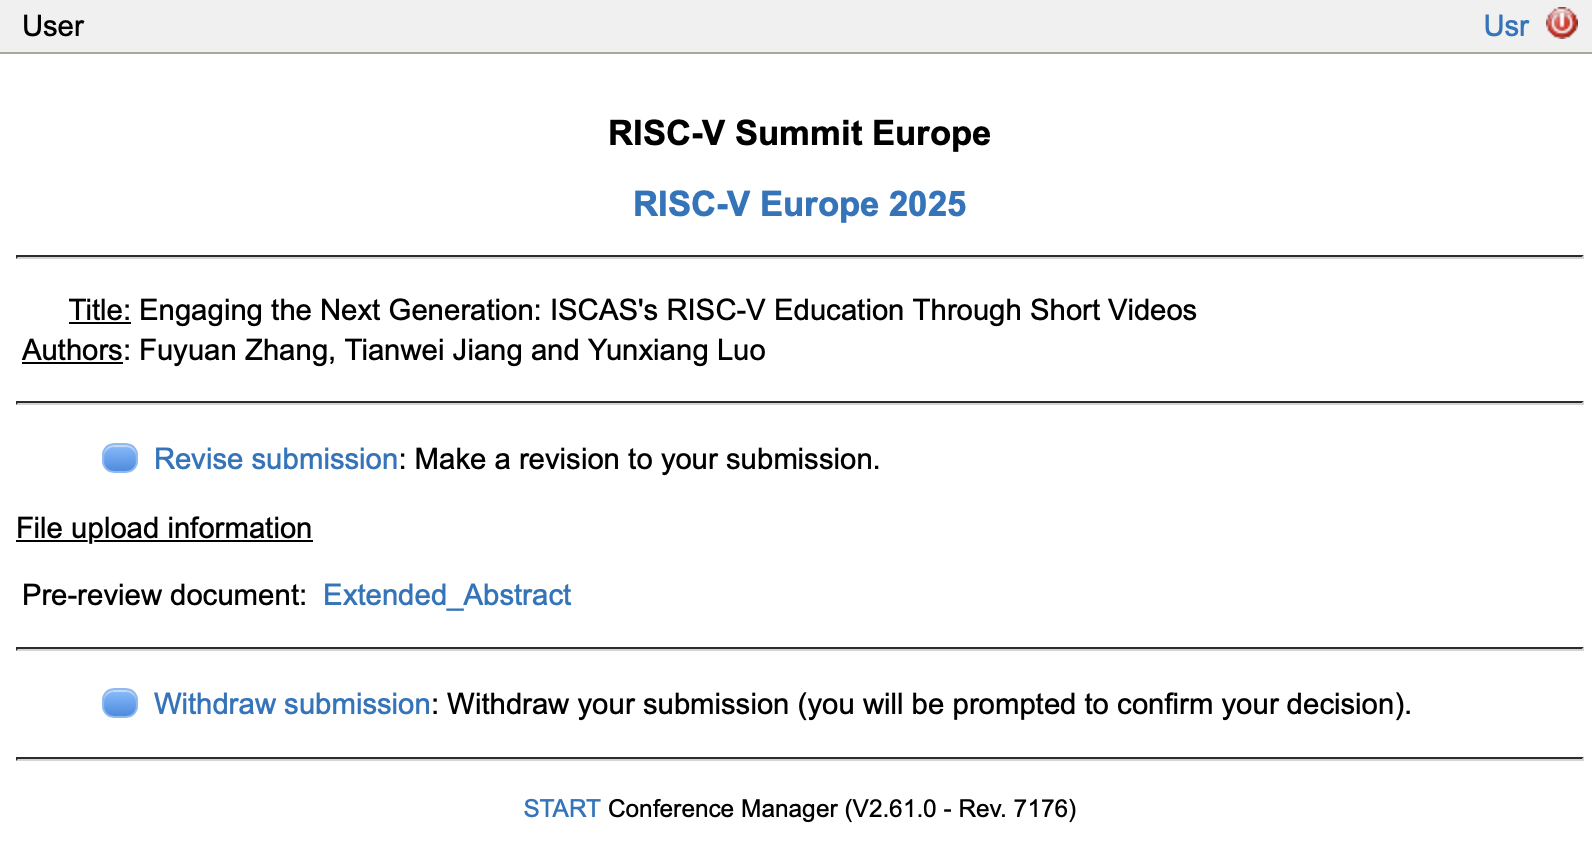 User
Usr
RISC-V Summit Europe
RISC-V Europe 2025
Title: Engaging the Next Generation: ISCAS's RISC-V Education Through Short Videos
Authors: Fuyuan Zhang, Tianwei Jiang and Yunxiang Luo
Revise submission: Make a revision to your submission.
File upload information
Pre-review document: Extended_Abstract
Withdraw submission: Withdraw your submission (you will be prompted to confirm your decision).
START Conference Manager (V2.61.0 - Rev. 7176)